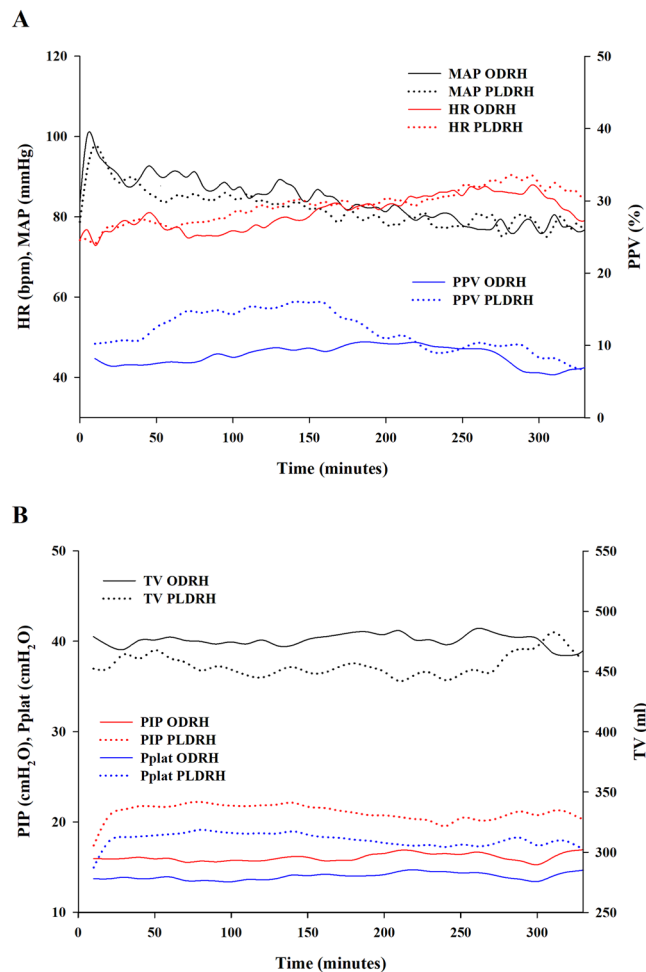 A
120
100
80
60
40
HR (bpm), MAP (mmHg)
50
40
30
20
10
0
PPV (%)
MAP ODRH
MAP PLDRH
HR ODRH
HR PLDRH
PPV ODRH
PPV PLDRH
0 50 100 150 200 250 300
Time (minutes)
B
50
40
30
20
10
PIP (cmH2O), Pplat (cmH2O)
550
500
450
400
350
300
250
TV (ml)
TV ODRH
TV PLDRH
PIP ODRH
PIP PLDRH
Pplat ODRH
Pplat PLDRH
0 50 100 150 200 250 300
Time (minutes)